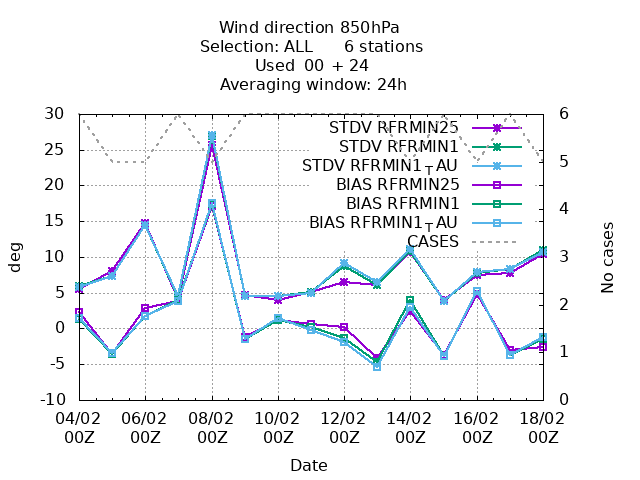 Wind direction 850hPa
Selection: ALL 6 stations
Used 00 + 24
Averaging window: 24h
30
25
20
15
10
5
0
-5
-10
deg
6
5
4
3
2
1
0
No cases
STDV RFRMIN25
STDV RFRMIN1
STDV RFRMIN1TAU
BIAS RFRMIN25
BIAS RFRMIN1
BIAS RFRMIN1TAU
CASES
04/02 06/02 08/02 10/02 12/02 14/02 16/02 18/02
00Z 00Z 00Z 00Z 00Z 00Z 00Z 00Z
Date